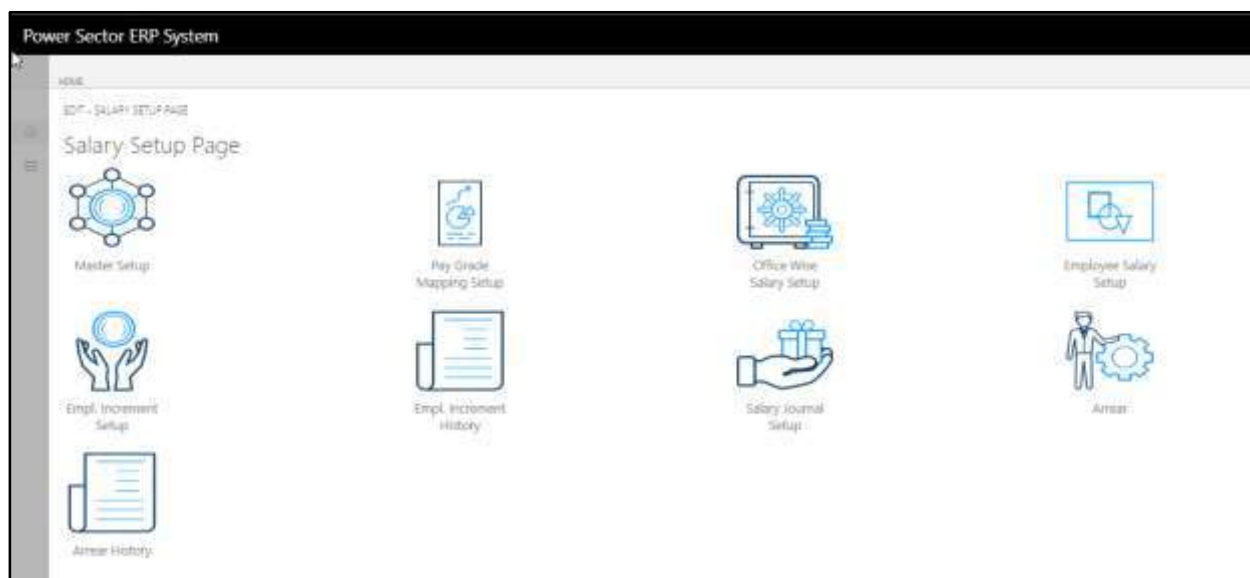 Power Sector ERP System
HOME
EDIT - SALARY SETUP PAGE
Salary Setup Page
Master Setup
Pay Grade
Mapping Setup
Office Wise
Salary Setup
Employee Salary
Setup
Empl. Increment
Setup
Empl. Increment
History
Salary Journal
Setup
Arrear
Arrear History